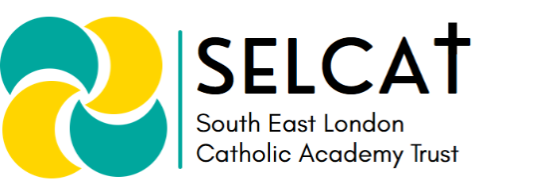 SELCAT
South East London
Catholic Academy Trust